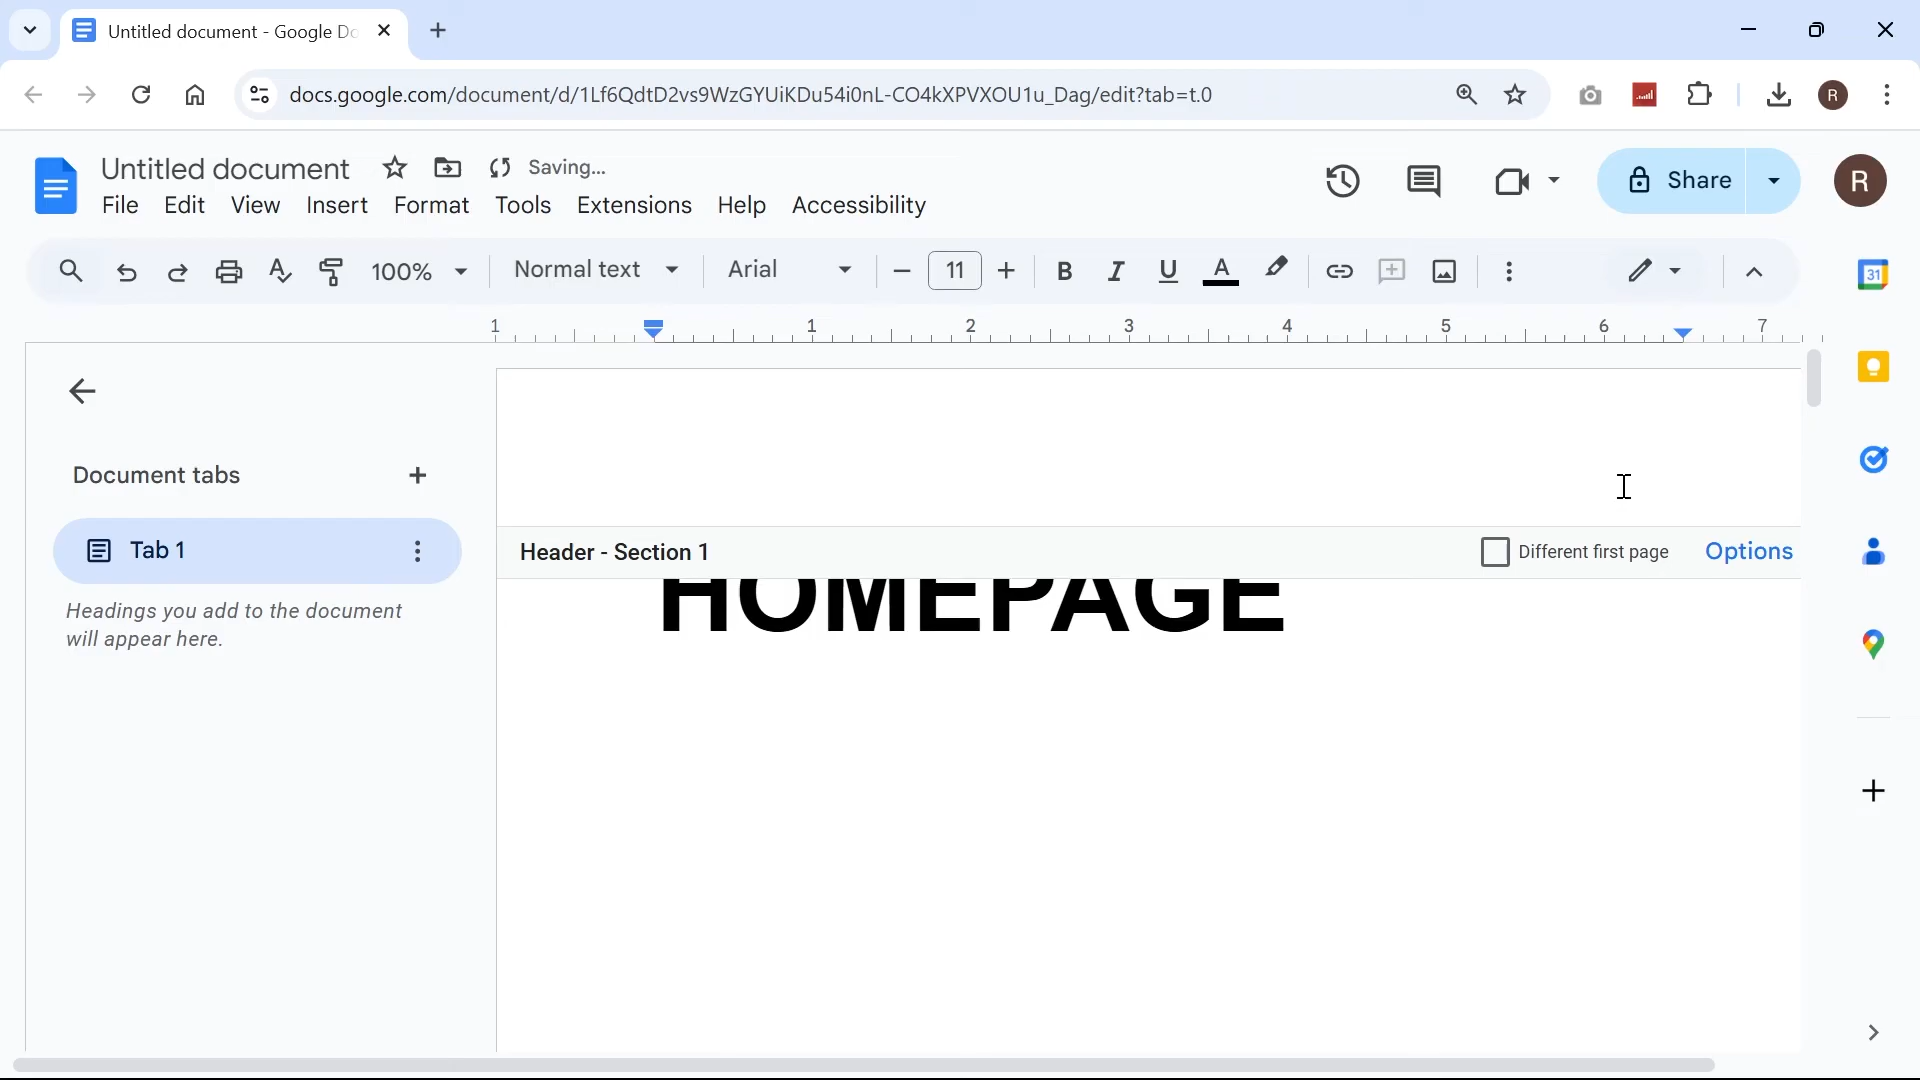 Untitled document - Google Do
docs.google.com/document/d/1Lf6QdtD2vs9WzGYUiKDu54i0nL-CO4kXPVXOU1u_Dag/edit?tab=t.0
R
Untitled document Saving...
Share
R
File Edit View Insert Format Tools Extensions Help Accessibility
100% Normal text Arial 11 B I U A
31
1 1 2 3 4 5 6 7
Document tabs
Tab 1
Headings you add to the document
will appear here.
Header - Section 1 Different first page Options
HOMEPAGE